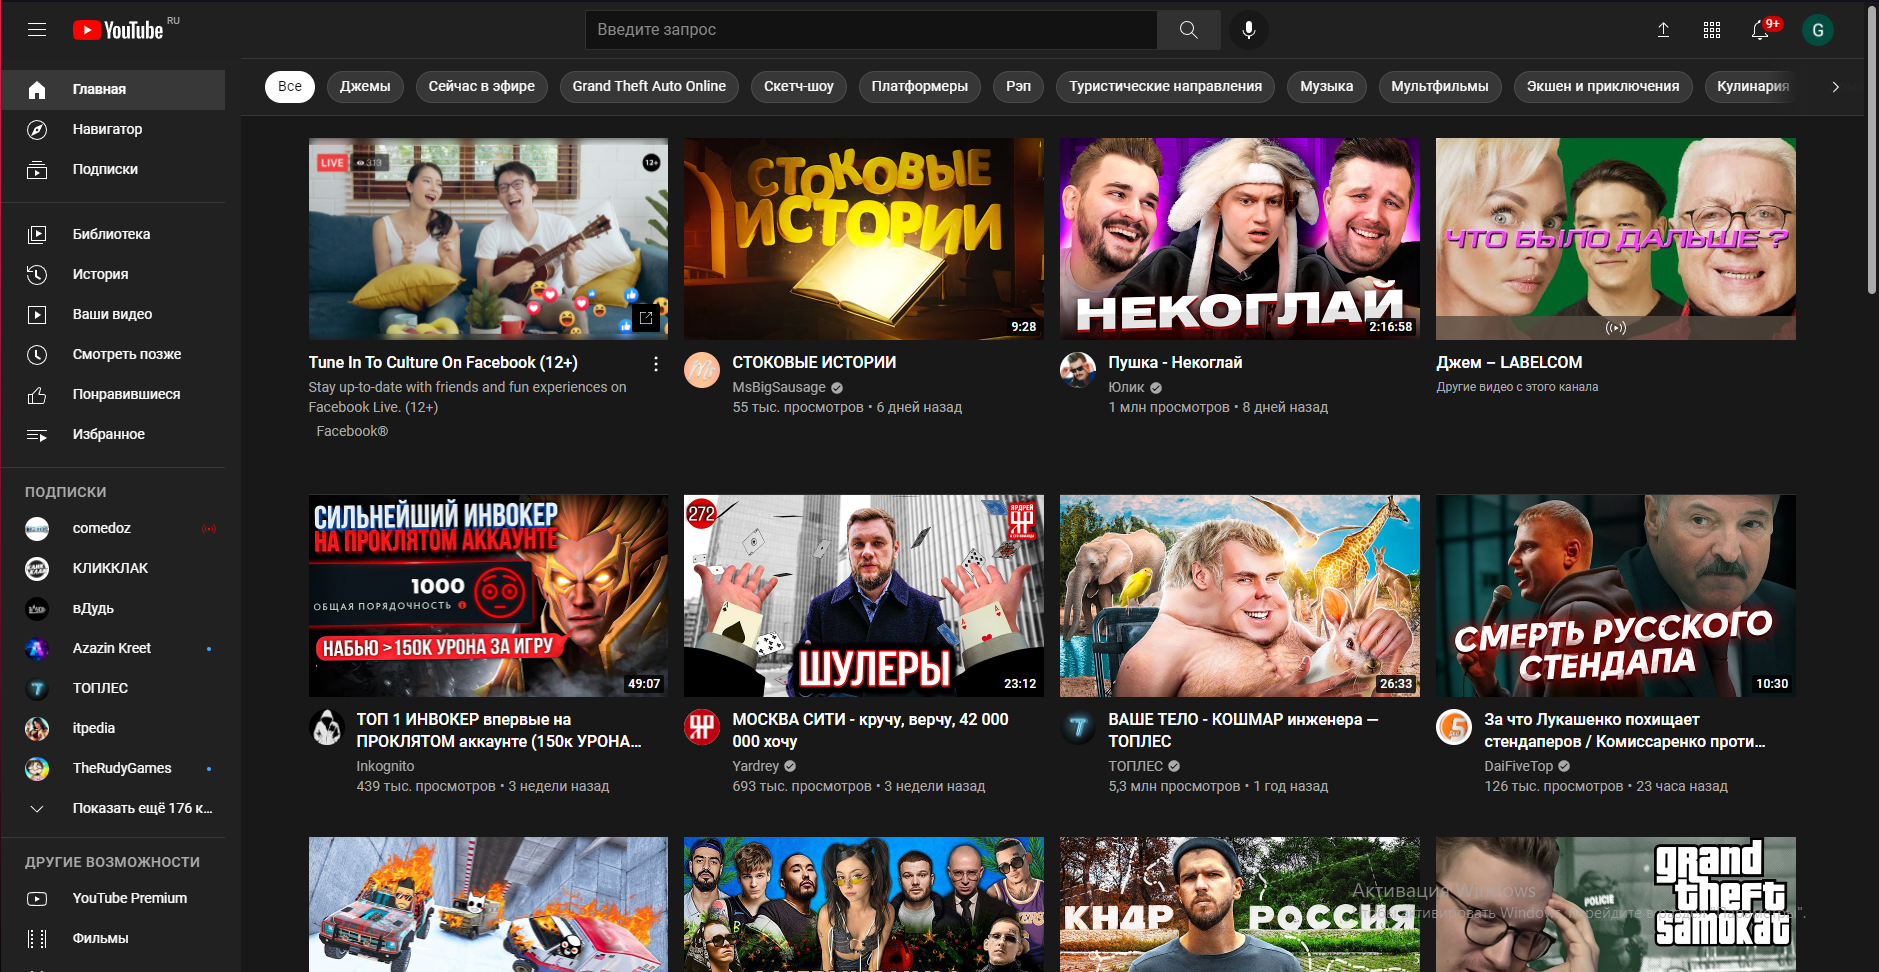 YouTube RU
Введите запрос
9+
G
Главная
Навигатор
Подписки
Библиотека
История
Ваши видео
Смотреть позже
Понравившиеся
Избранное
ПОДПИСКИ
comedoz
КЛИККЛАК
вДудь
Azazin Kreet
ТОПЛЕС
itpedia
TheRudyGames
Показать ещё 176 к...
ДРУГИЕ ВОЗМОЖНОСТИ
YouTube Premium
Фильмы
Все
Джемы
Сейчас в эфире
Grand Theft Auto Online
Скетч-шоу
Платформеры
Рэп
Туристические направления
Музыка
Мультфильмы
Экшен и приключения
Кулинария
LIVE
313
12+
Tune In To Culture On Facebook (12+)
Stay up-to-date with friends and fun experiences on
Facebook Live. (12+)
Facebook®
СТОКОВЫЕ
ИСТОРИИ
9:28
СТОКОВЫЕ ИСТОРИИ
MsBigSausage
55 тыс. просмотров • 6 дней назад
НЕКОГЛАЙ
2:16:58
Пушка - Некоглай
Юлик
1 млн просмотров • 8 дней назад
ЧТО БЫЛО ДАЛЬШЕ ?
Джем – LABELCOM
Другие видео с этого канала
СИЛЬНЕЙШИЙ ИНВОКЕР
НА ПРОКЛЯТОМ АККАУНТЕ
1000
ОБЩАЯ ПОРЯДОЧНОСТЬ
НАБЬЮ >150К УРОНА ЗА ИГРУ
49:07
ТОП 1 ИНВОКЕР впервые на
ПРОКЛЯТОМ аккаунте (150к УРОНА...
Inkognito
439 тыс. просмотров • 3 недели назад
272
ЯРДРЕЙ
ШУЛЕРЫ
23:12
МОСКВА СИТИ - кручу, верчу, 42 000
000 хочу
Yardrey
693 тыс. просмотров • 3 недели назад
26:33
ВАШЕ ТЕЛО - КОШМАР инженера —
ТОПЛЕС
ТОПЛЕС
5,3 млн просмотров • 1 год назад
СМЕРТЬ РУССКОГО
СТЕНДАПА
10:30
За что Лукашенко похищает
стендаперов / Комиссаренко проти...
DaiFiveTop
126 тыс. просмотров • 23 часа назад
КНДР
РОССИЯ
POLICIE
grand
theft
samokat
Активация Windows